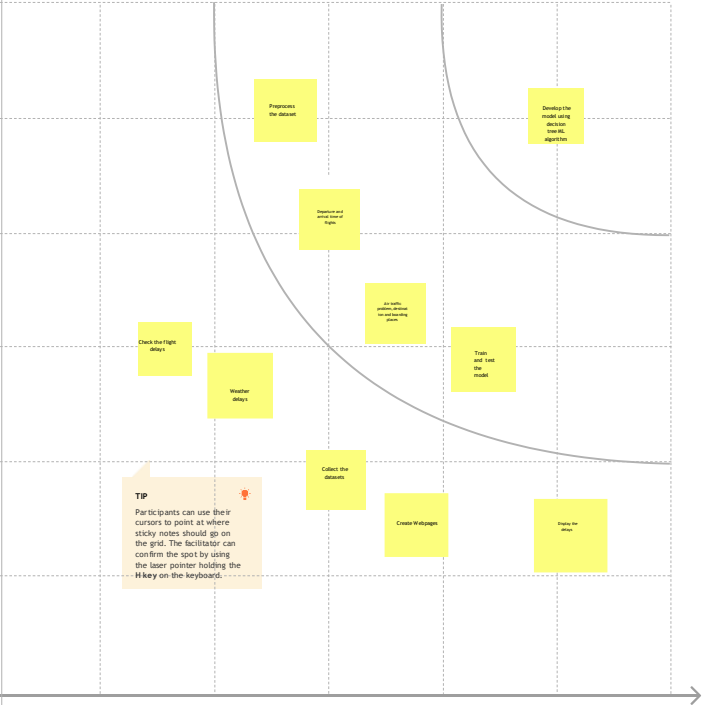 Preprocess
the dataset
Develop the
model using
decision
tree ML
algorithm
Departure and
arrival time of
flights
Air traffic
problem, destinat
ion and boarding
places
Check the flight
delays
Train
and test
the
model
Weather
delays
Collect the
datasets
TIP
Participants can use their
cursors to point at where
sticky notes should go on
the grid. The facilitator can
confirm the spot by using
the laser pointer holding the
H key on the keyboard.
Create Webpages
Display the
delays